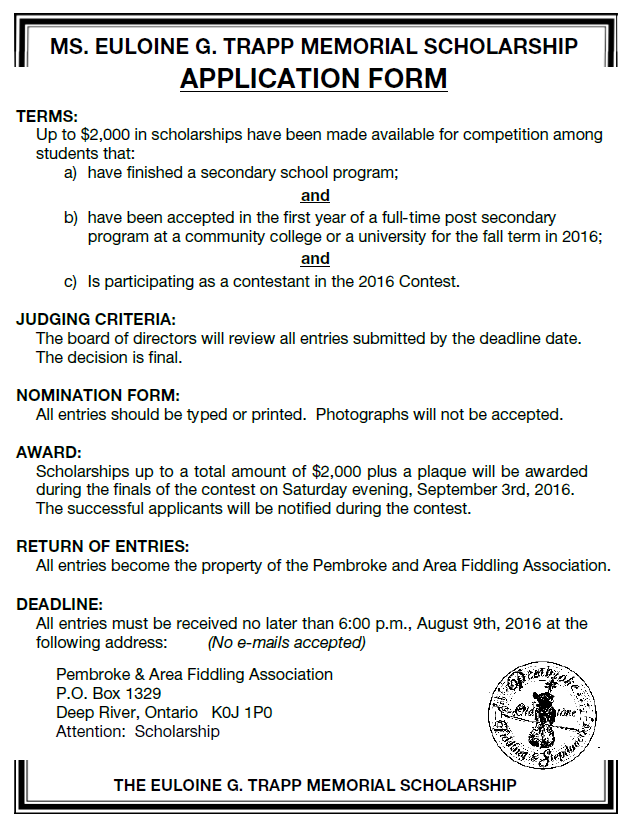 MS. EULOINE G. TRAPP MEMORIAL SCHOLARSHIP
APPLICATION FORM
TERMS:
Up to $2,000 in scholarships have been made available for competition among
students that:
a) have finished a secondary school program;
and
b) have been accepted in the first year of a full-time post secondary
program at a community college or a university for the fall term in 2016;
and
c) Is participating as a contestant in the 2016 Contest.
JUDGING CRITERIA:
The board of directors will review all entries submitted by the deadline date.
The decision is final.
NOMINATION FORM:
All entries should be typed or printed. Photographs will not be accepted.
AWARD:
Scholarships up to a total amount of $2,000 plus a plaque will be awarded
during the finals of the contest on Saturday evening, September 3rd, 2016.
The successful applicants will be notified during the contest.
RETURN OF ENTRIES:
All entries become the property of the Pembroke and Area Fiddling Association.
DEADLINE:
All entries must be received no later than 6:00 p.m., August 9th, 2016 at the
following address: (No e-mails accepted)
Pembroke & Area Fiddling Association
P.O. Box 1329
Deep River, Ontario K0J 1P0
Attention: Scholarship
Pembroke
Fiddling & Stepdancing
THE EULOINE G. TRAPP MEMORIAL SCHOLARSHIP